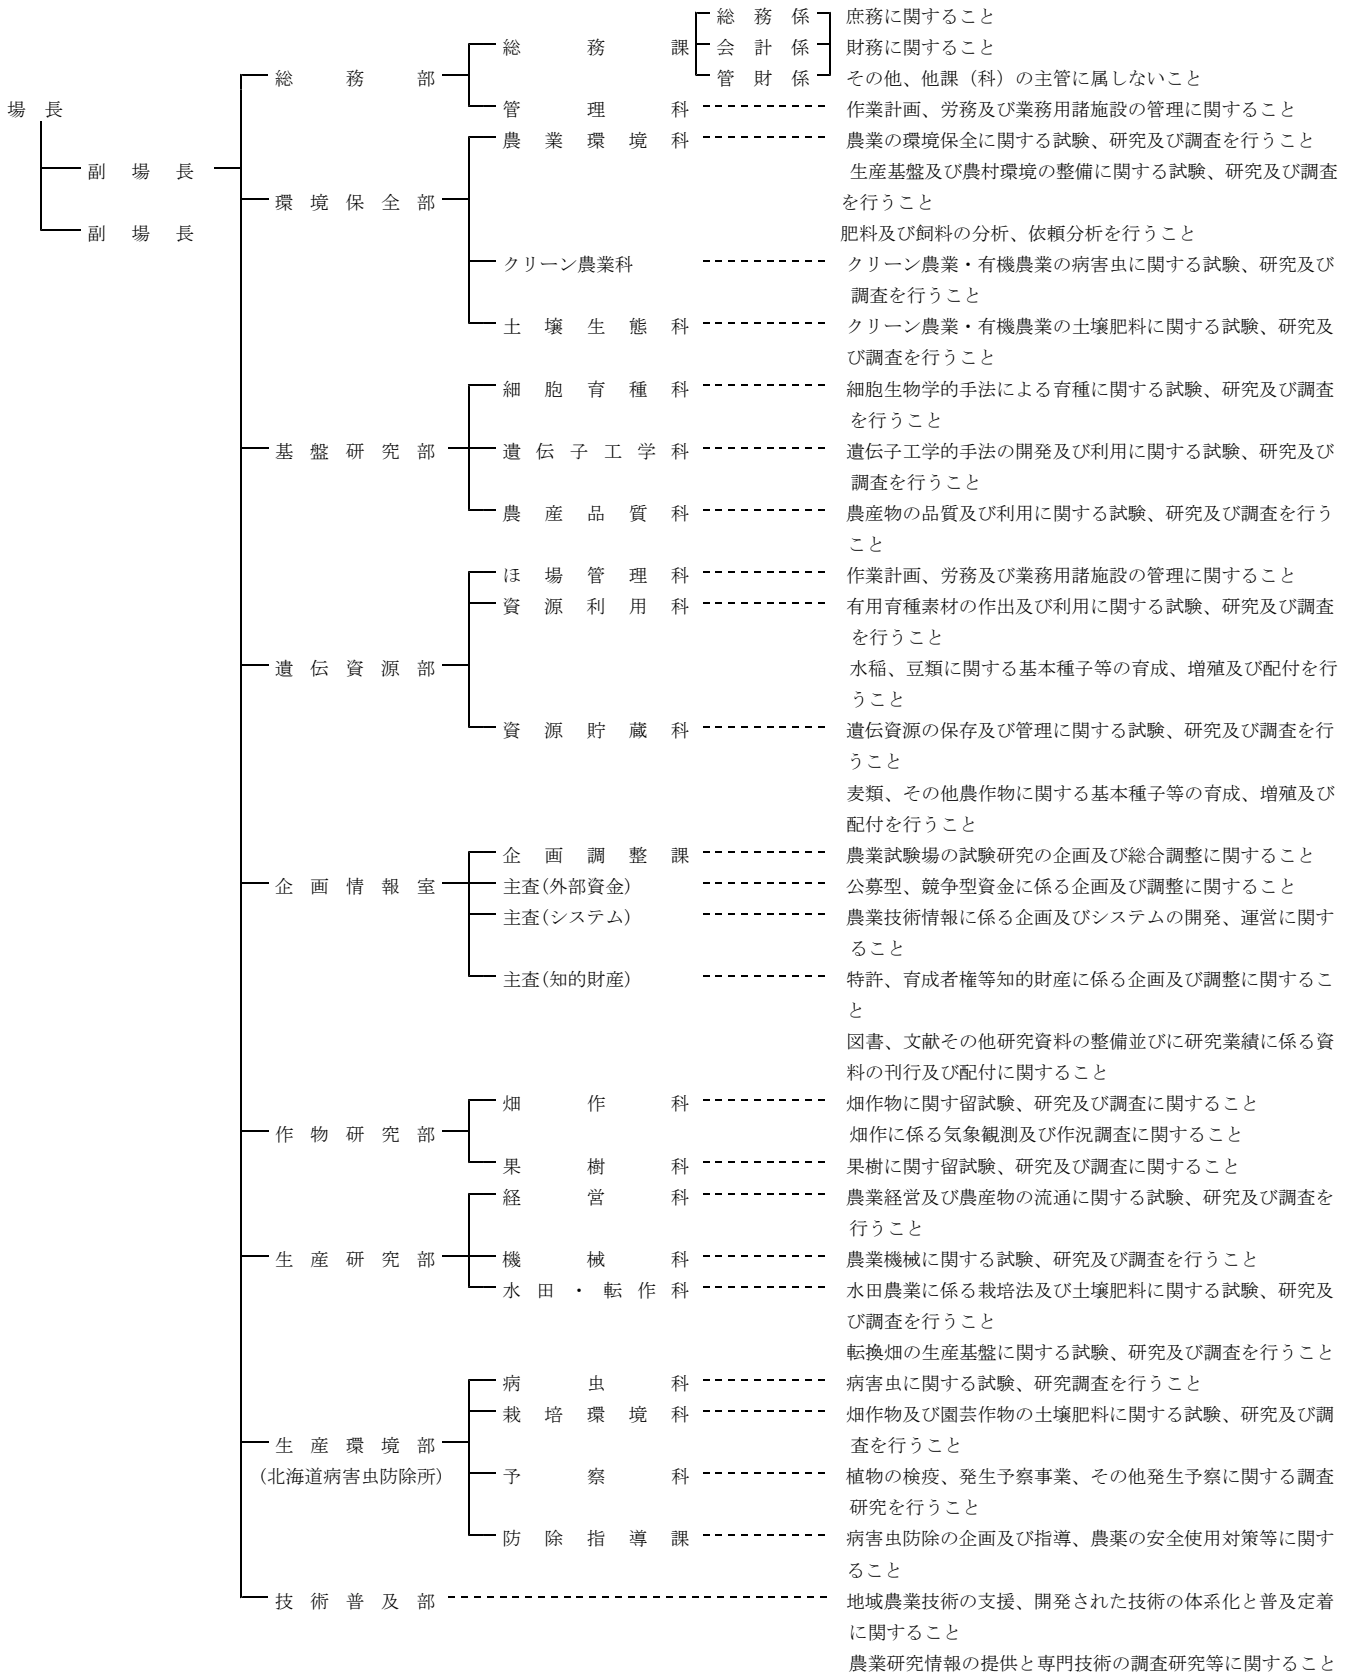 総務係 庶務に関すること
総務課 会計係 財務に関すること
総務部 管財係 その他、他課（科）の主管に属しないこと
場長 管理科 作業計画、労務及び業務用諸施設の管理に関すること
農業環境科 農業の環境保全に関する試験、研究及び調査を行うこと
副場長 生産基盤及び農村環境の整備に関する試験、研究及び調査
環境保全部 を行うこと
副場長 肥料及び飼料の分析、依頼分析を行うこと
クリーン農業科 クリーン農業・有機農業の病害虫に関する試験、研究及び
調査を行うこと
土壌生態科 クリーン農業・有機農業の土壌肥料に関する試験、研究及
び調査を行うこと
細胞育種科 細胞生物学的手法による育種に関する試験、研究及び調査
を行うこと
基盤研究部 遺伝子工学科 遺伝子工学的手法の開発及び利用に関する試験、研究及び
調査を行うこと
農産品質科 農産物の品質及び利用に関する試験、研究及び調査を行う
こと
ほ場管理科 作業計画、労務及び業務用諸施設の管理に関すること
資源利用科 有用育種素材の作出及び利用に関する試験、研究及び調査
を行うこと
遺伝資源部 水稲、豆類に関する基本種子等の育成、増殖及び配付を行
うこと
資源貯蔵科 遺伝資源の保存及び管理に関する試験、研究及び調査を行
うこと
麦類、その他農作物に関する基本種子等の育成、増殖及び
配付を行うこと
企画調整課 農業試験場の試験研究の企画及び総合調整に関すること
企画情報室 主査(外部資金) 公募型、競争型資金に係る企画及び調整に関すること
主査(システム) 農業技術情報に係る企画及びシステムの開発、運営に関す
ること
主査(知的財産) 特許、育成者権等知的財産に係る企画及び調整に関するこ
と
図書、文献その他研究資料の整備並びに研究業績に係る資
料の刊行及び配付に関すること
畑作科 畑作物に関す留試験、研究及び調査に関すること
作物研究部 畑作に係る気象観測及び作況調査に関すること
果樹科 果樹に関す留試験、研究及び調査に関すること
経営科 農業経営及び農産物の流通に関する試験、研究及び調査を
行うこと
生産研究部 機械科 農業機械に関する試験、研究及び調査を行うこと
水田・転作科 水田農業に係る栽培法及び土壌肥料に関する試験、研究及
び調査を行うこと
転換畑の生産基盤に関する試験、研究及び調査を行うこと
病虫科 病害虫に関する試験、研究調査を行うこと
栽培環境科 畑作物及び園芸作物の土壌肥料に関する試験、研究及び調
生産環境部 査を行うこと
(北海道病害虫防除所) 予察科 植物の検疫、発生予察事業、その他発生予察に関する調査
研究を行うこと
防除指導課 病害虫防除の企画及び指導、農薬の安全使用対策等に関す
ること
技術普及部 地域農業技術の支援、開発された技術の体系化と普及定着
に関すること
農業研究情報の提供と専門技術の調査研究等に関すること